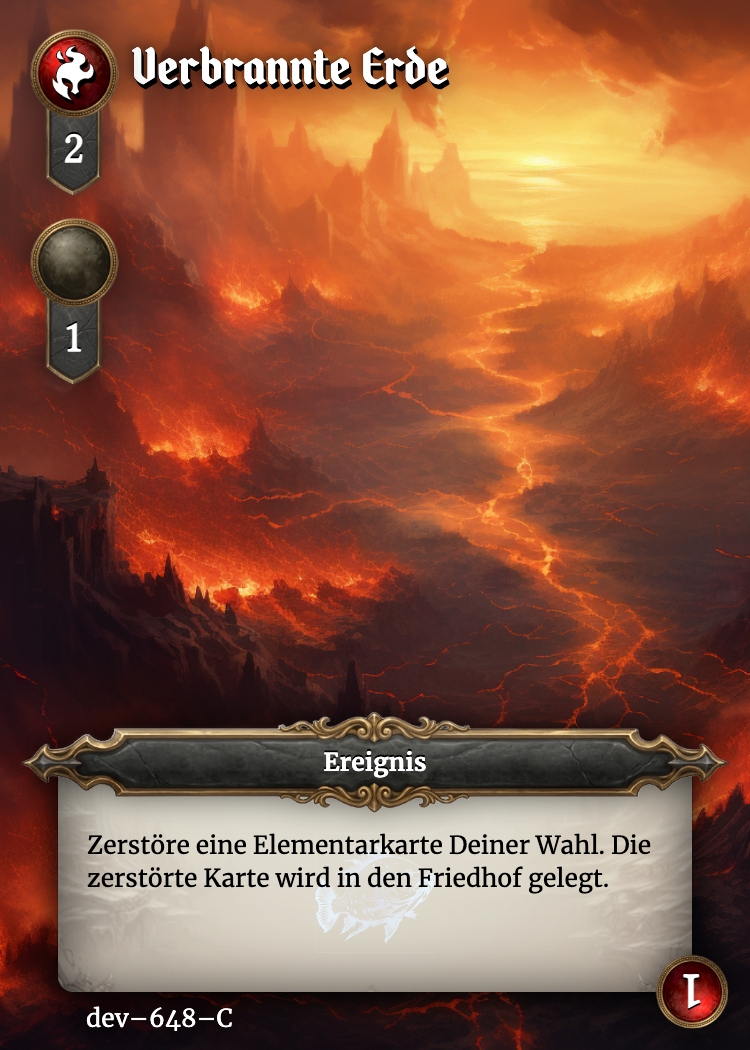 Verbrannte Erde
2
1
Ereignis
Zerstöre eine Elementarkarte Deiner Wahl. Die
zerstörte Karte wird in den Friedhof gelegt.
1
dev–648–C